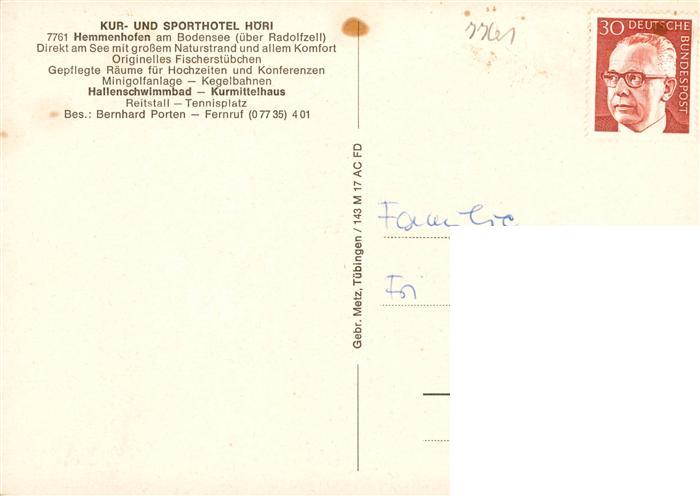 KUR- UND SPORTHOTEL HÖRI
7761 Hemmenhofen am Bodensee (über Radolfzell)
Direkt am See mit großem Naturstrand und allem Komfort
Originelles Fischerstübchen
Gepflegte Räume für Hochzeiten und Konferenzen
Minigolfanlage — Kegelbahnen
Hallenschwimmbad — Kurmittelhaus
Reitstall — Tennisplatz
Bes.: Bernhard Porten — Fernruf (0 77 35) 4 01
Gebr. Metz, Tübingen / 143 M 17 AC FD
7761
30 DEUTSCHE
BUNDESPOST
Familie